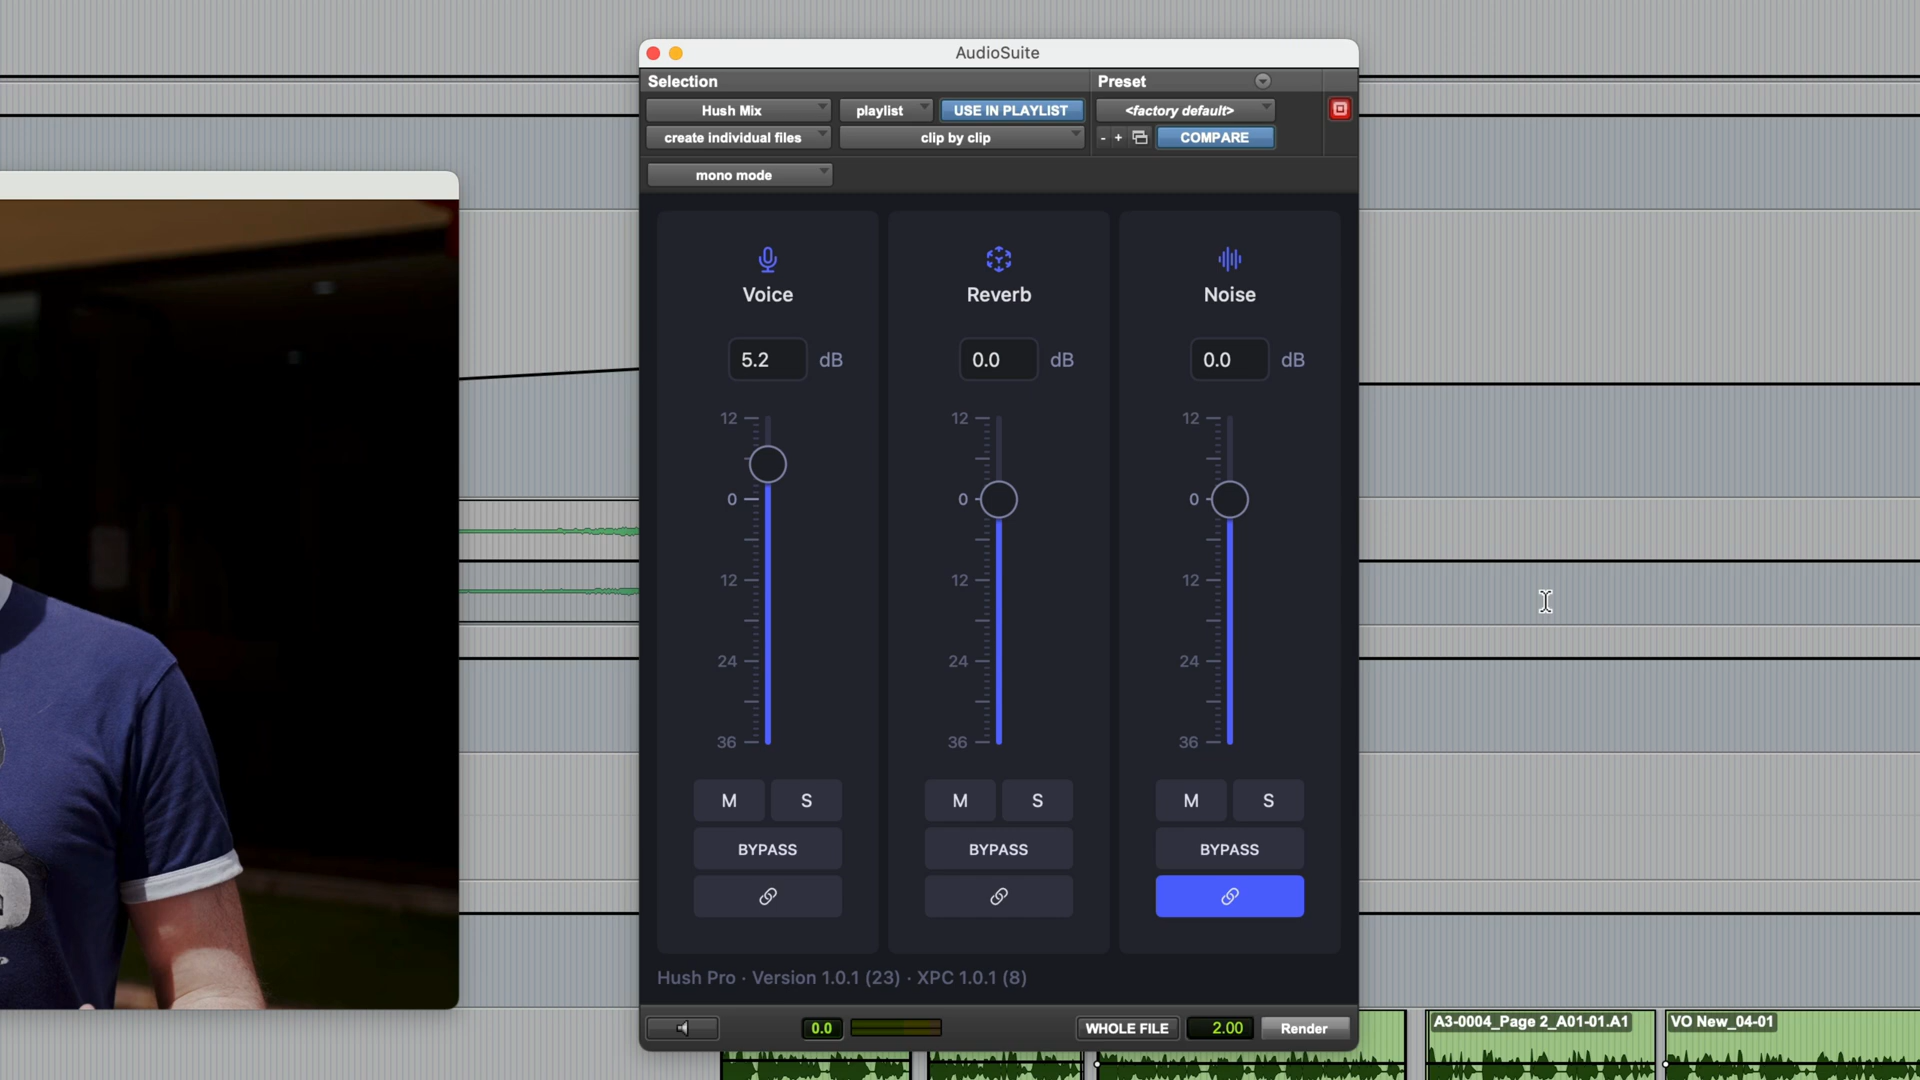 AudioSuite
Selection
Preset
Hush Mix
playlist
USE IN PLAYLIST
<factory default>
create individual files
clip by clip
- +
COMPARE
mono mode
Voice
Reverb
Noise
5.2 dB
0.0 dB
0.0 dB
12
0
12
24
36
12
0
12
24
36
12
0
12
24
36
M S
M S
M S
BYPASS
BYPASS
BYPASS
Hush Pro · Version 1.0.1 (23) · XPC 1.0.1 (8)
0.0
WHOLE FILE
2.00
Render
A3-0004_Page 2_A01-01.A1
VO New_04-01